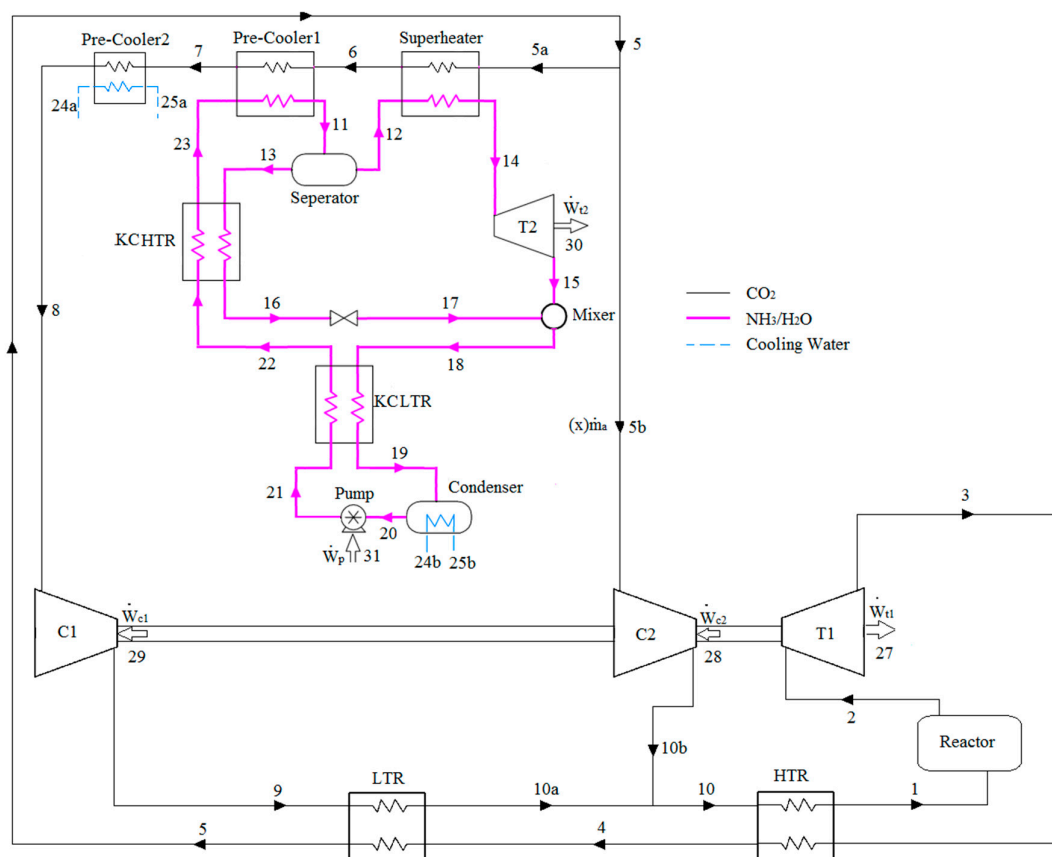 5
Pre-Cooler2
7
Pre-Cooler1
6
Superheater
5a
24a
25a
23
11
12
13
14
Seperator
Ẇt2
T2
30
KCHTR
15
8
16
17
Mixer
CO2
NH3/H2O
Cooling Water
22
18
KCLTR
(x)ṁa
5b
19
21
Pump
Condenser
3
20
Ẇp
31
24b
25b
C1
Ẇc1
29
C2
Ẇc2
28
T1
Ẇt1
27
2
Reactor
10b
9
LTR
10a
10
HTR
1
5
4